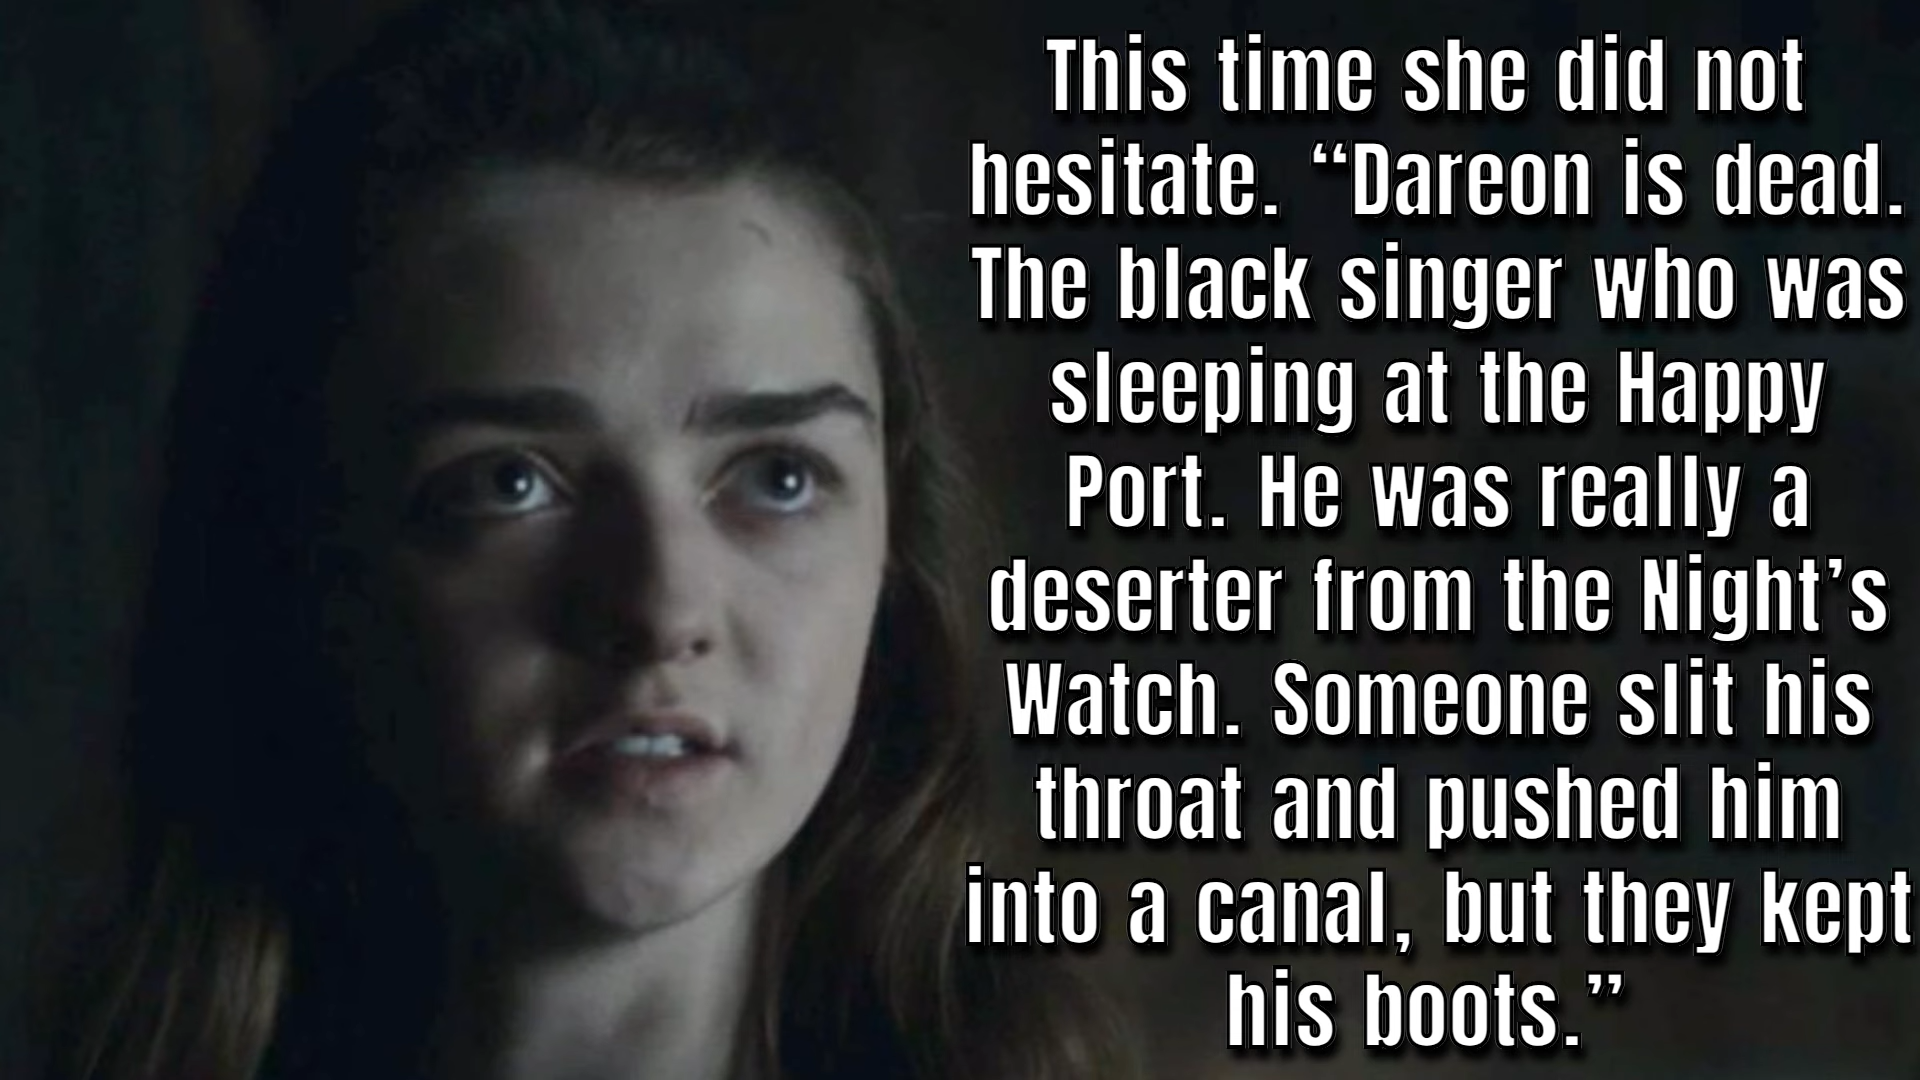 This time she did not
hesitate. “Dareon is dead.
The black singer who was
sleeping at the Happy
Port. He was really a
deserter from the Night’s
Watch. Someone slit his
throat and pushed him
into a canal, but they kept
his boots.”